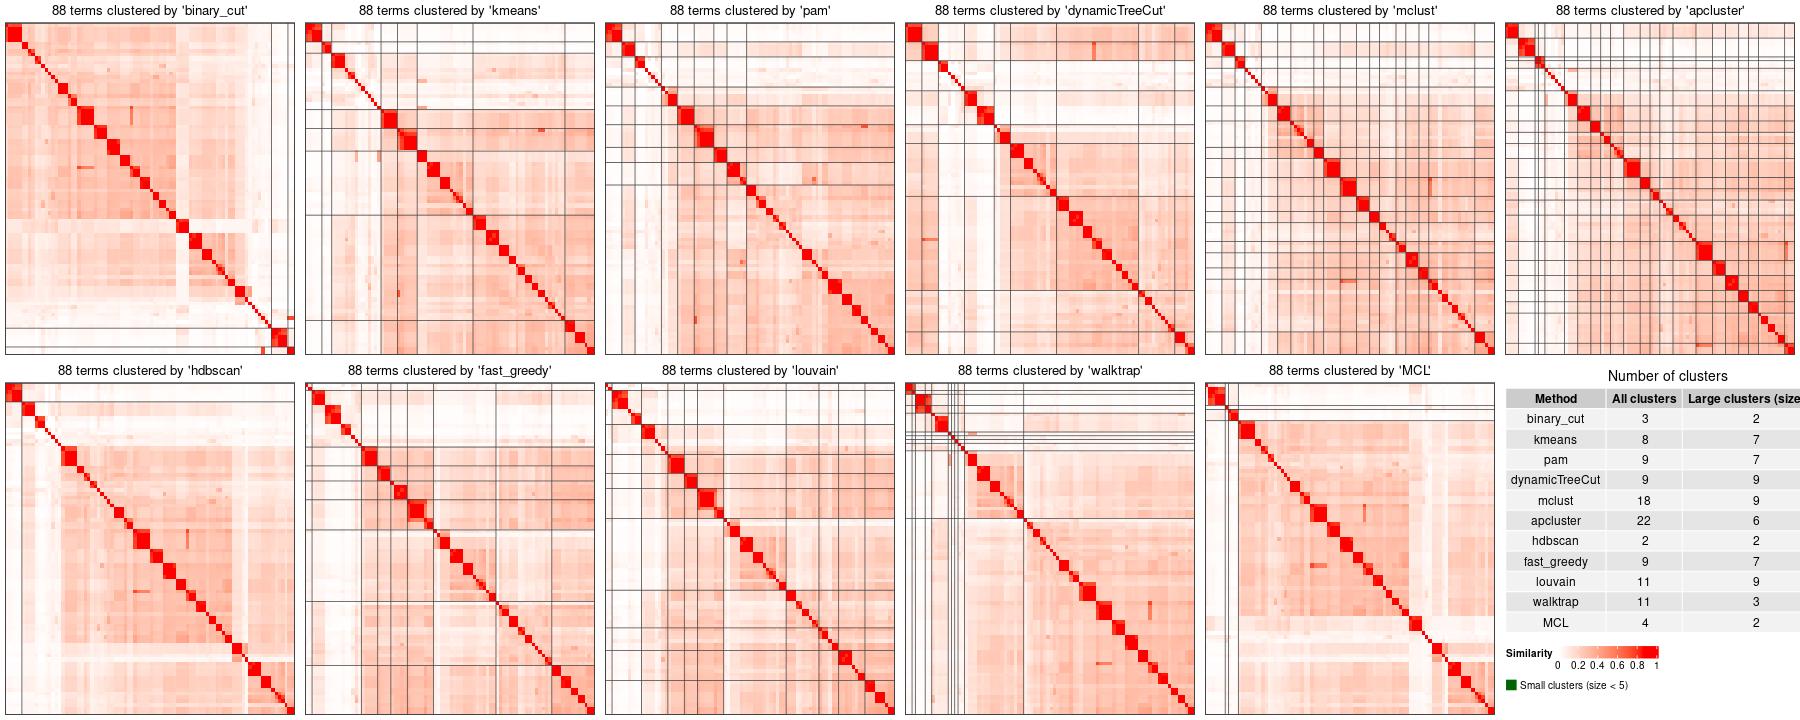 88 terms clustered by 'binary_cut'
88 terms clustered by 'kmeans'
88 terms clustered by 'pam'
88 terms clustered by 'dynamicTreeCut'
88 terms clustered by 'mclust'
88 terms clustered by 'apcluster'
88 terms clustered by 'hdbscan'
88 terms clustered by 'fast_greedy'
88 terms clustered by 'louvain'
88 terms clustered by 'walktrap'
88 terms clustered by 'MCL'
Number of clusters
Method All clusters Large clusters (size
binary_cut 3 2
kmeans 8 7
pam 9 7
dynamicTreeCut 9 9
mclust 18 9
apcluster 22 6
hdbscan 2 2
fast_greedy 9 7
louvain 11 9
walktrap 11 3
MCL 4 2
Similarity
0 0.2 0.4 0.6 0.8 1
Small clusters (size < 5)